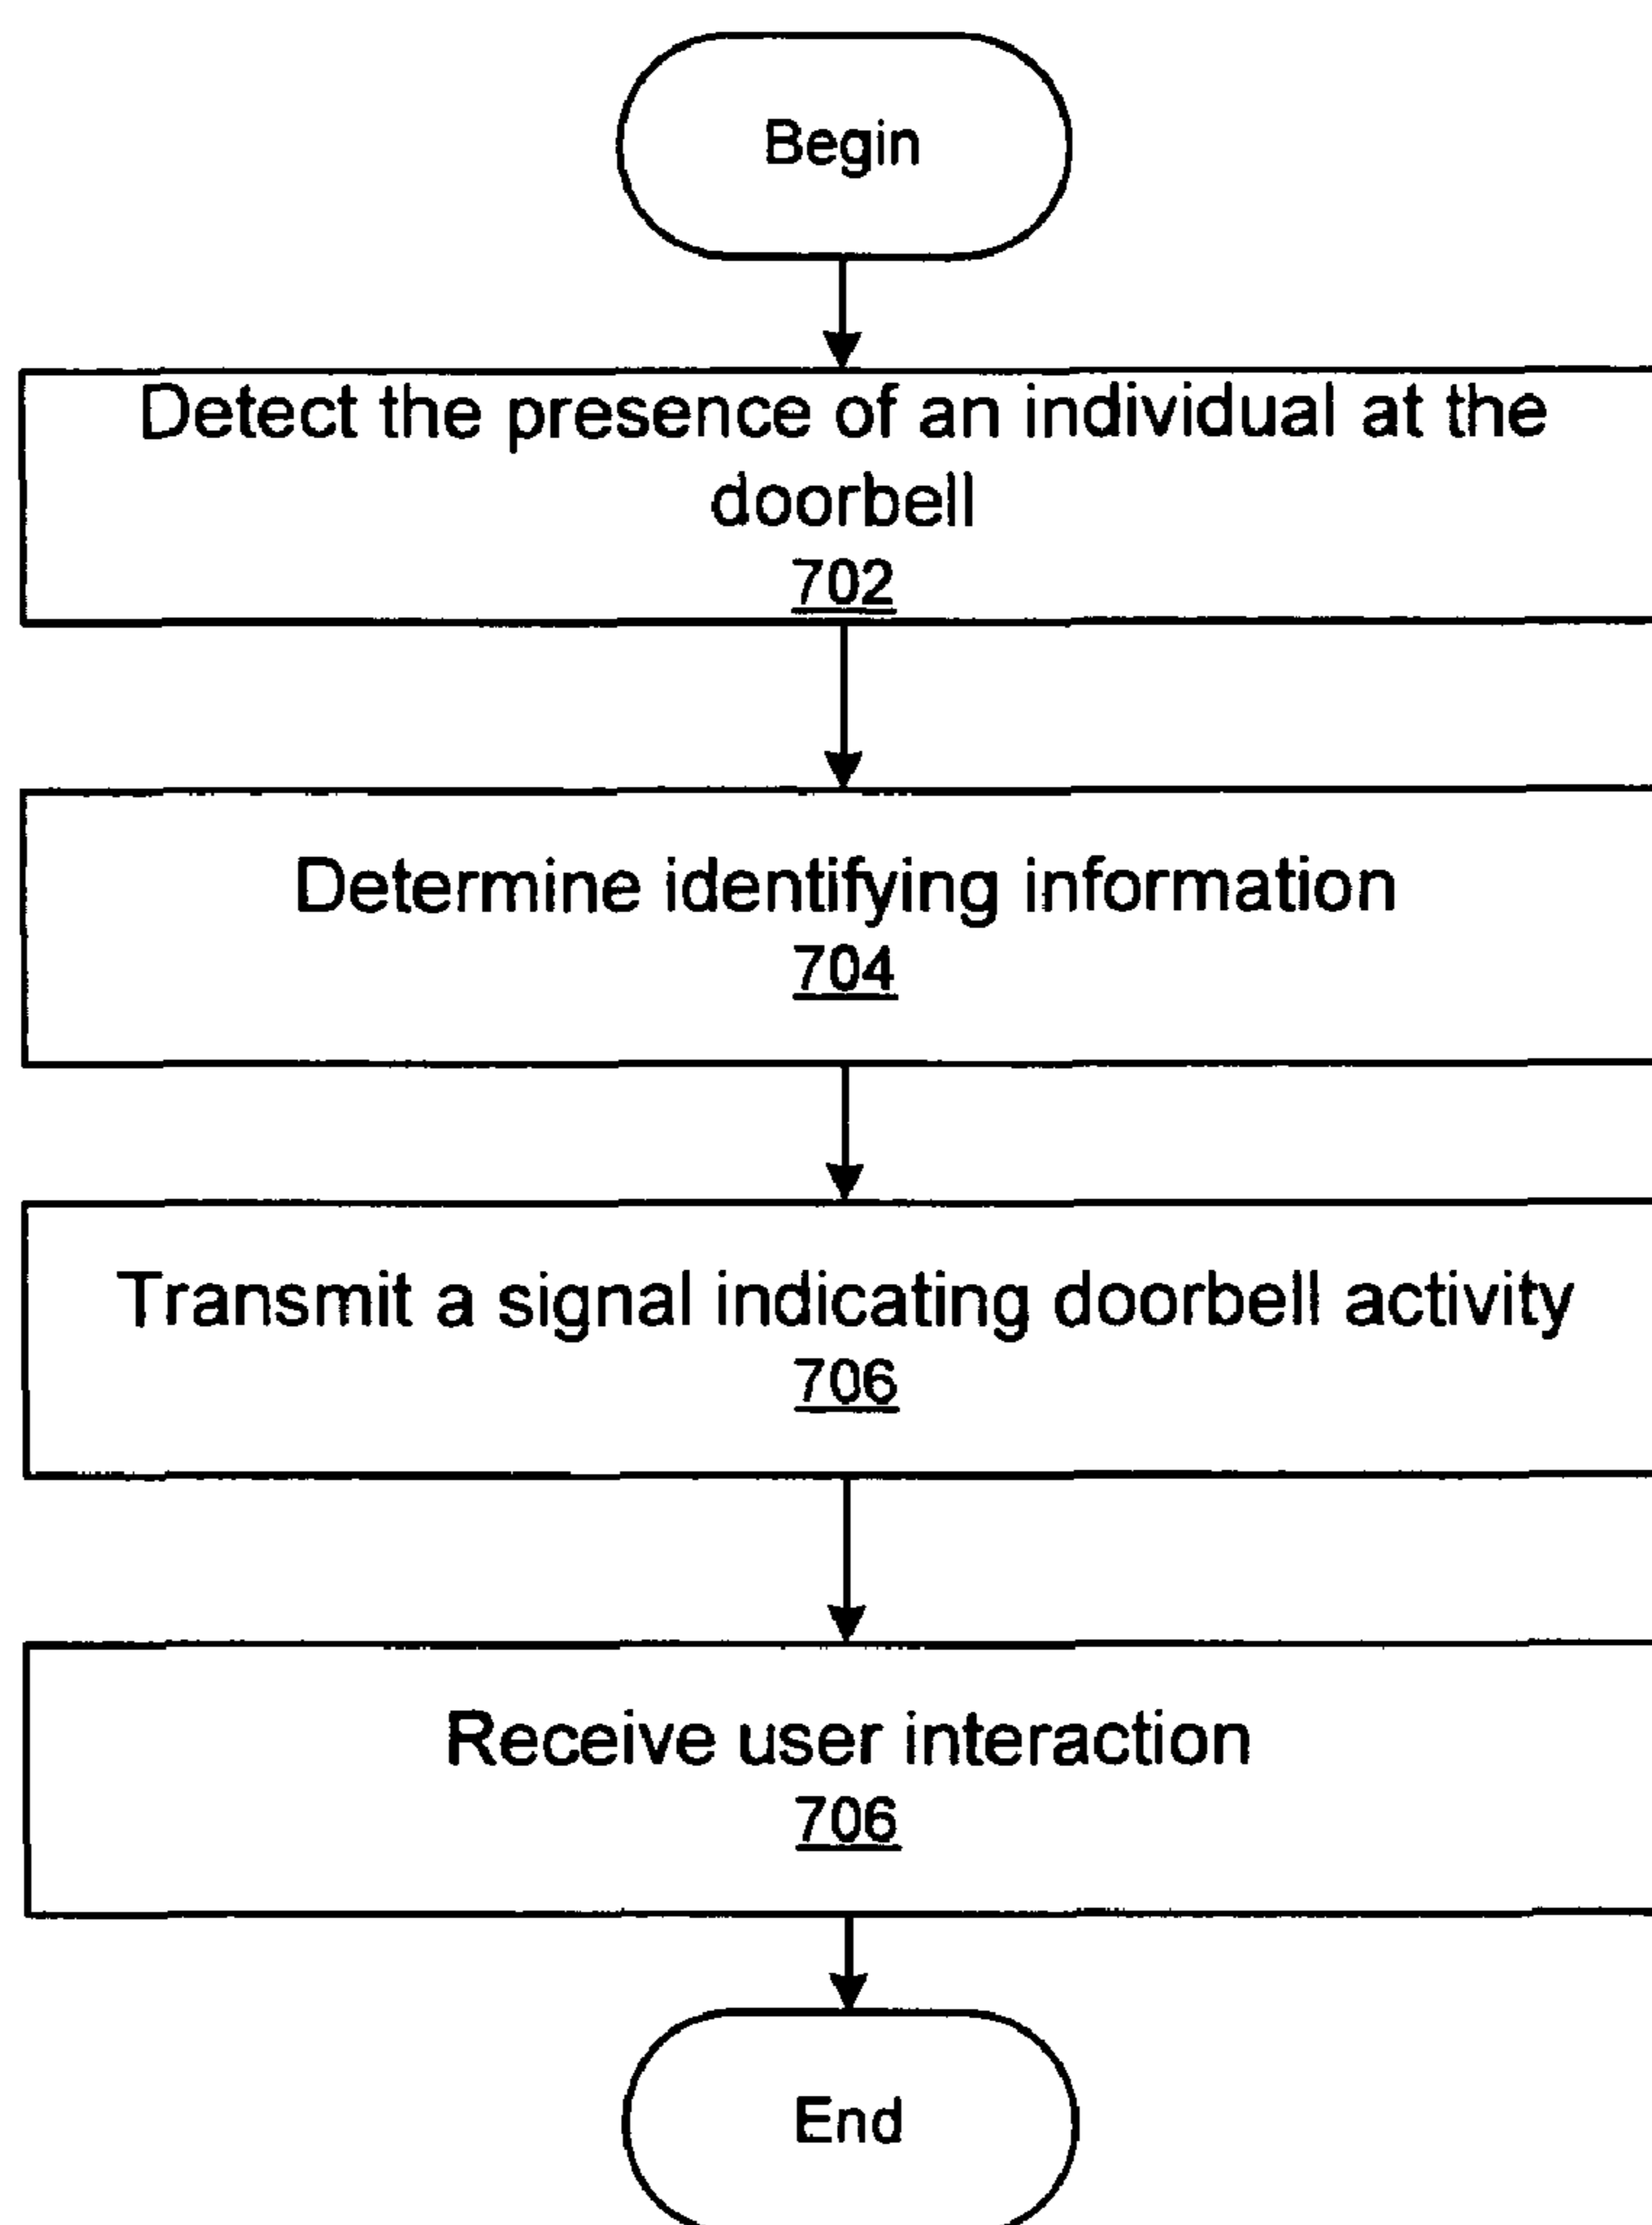 Begin
Detect the presence of an individual at the
doorbell
702
Determine identifying information
704
Transmit a signal indicating doorbell activity
706
Receive user interaction
706
End